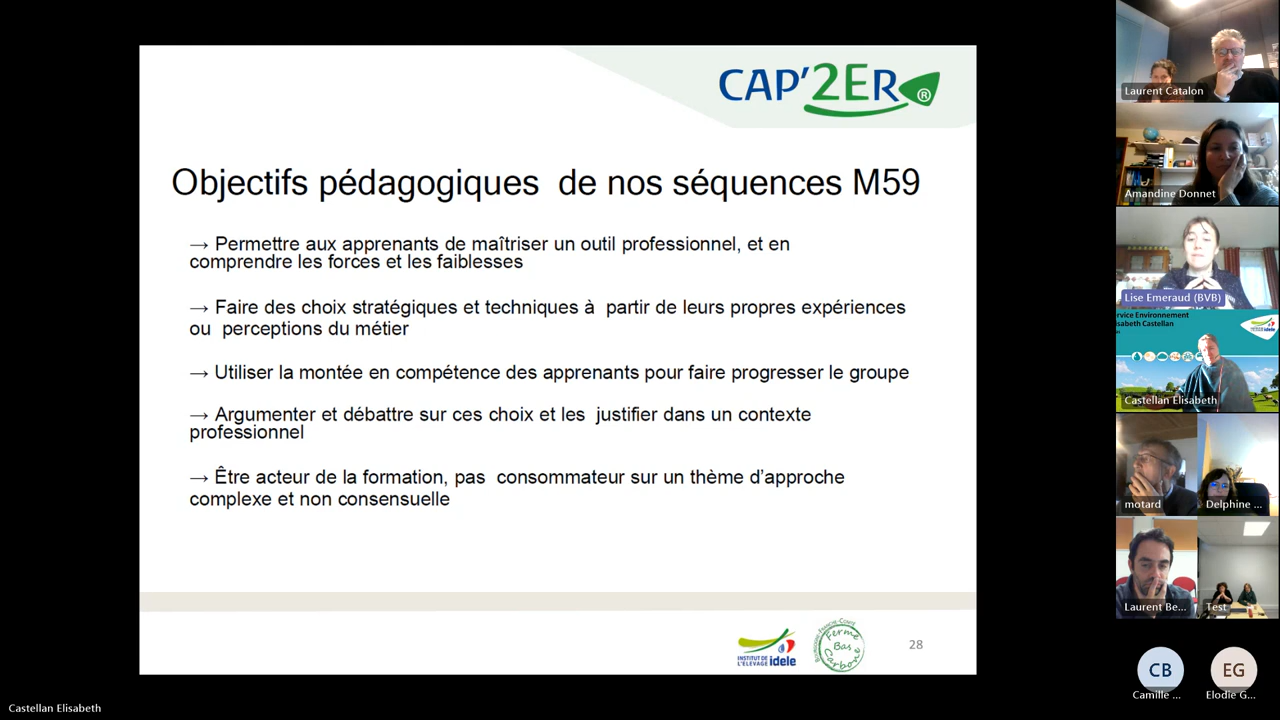 CAP'2ER®
Objectifs pédagogiques de nos séquences M59
→ Permettre aux apprenants de maîtriser un outil professionnel, et en
comprendre les forces et les faiblesses
→ Faire des choix stratégiques et techniques à partir de leurs propres expériences
ou perceptions du métier
→ Utiliser la montée en compétence des apprenants pour faire progresser le groupe
→ Argumenter et débattre sur ces choix et les justifier dans un contexte
professionnel
→ Être acteur de la formation, pas consommateur sur un thème d'approche
complexe et non consensuelle
INSTITUT DE
L'ÉLEVAGE idele
Ferme
Bas
Carbone
28
Castellan Elisabeth
Laurent Catalon
Amandine Donnet
Lise Emeraud (BVB)
rvice Environnement
isabeth Castellan
idele
Castellan Elisabeth
motard
Delphine ...
Laurent Be...
Test
CB
EG
Camille ...
Elodie G...